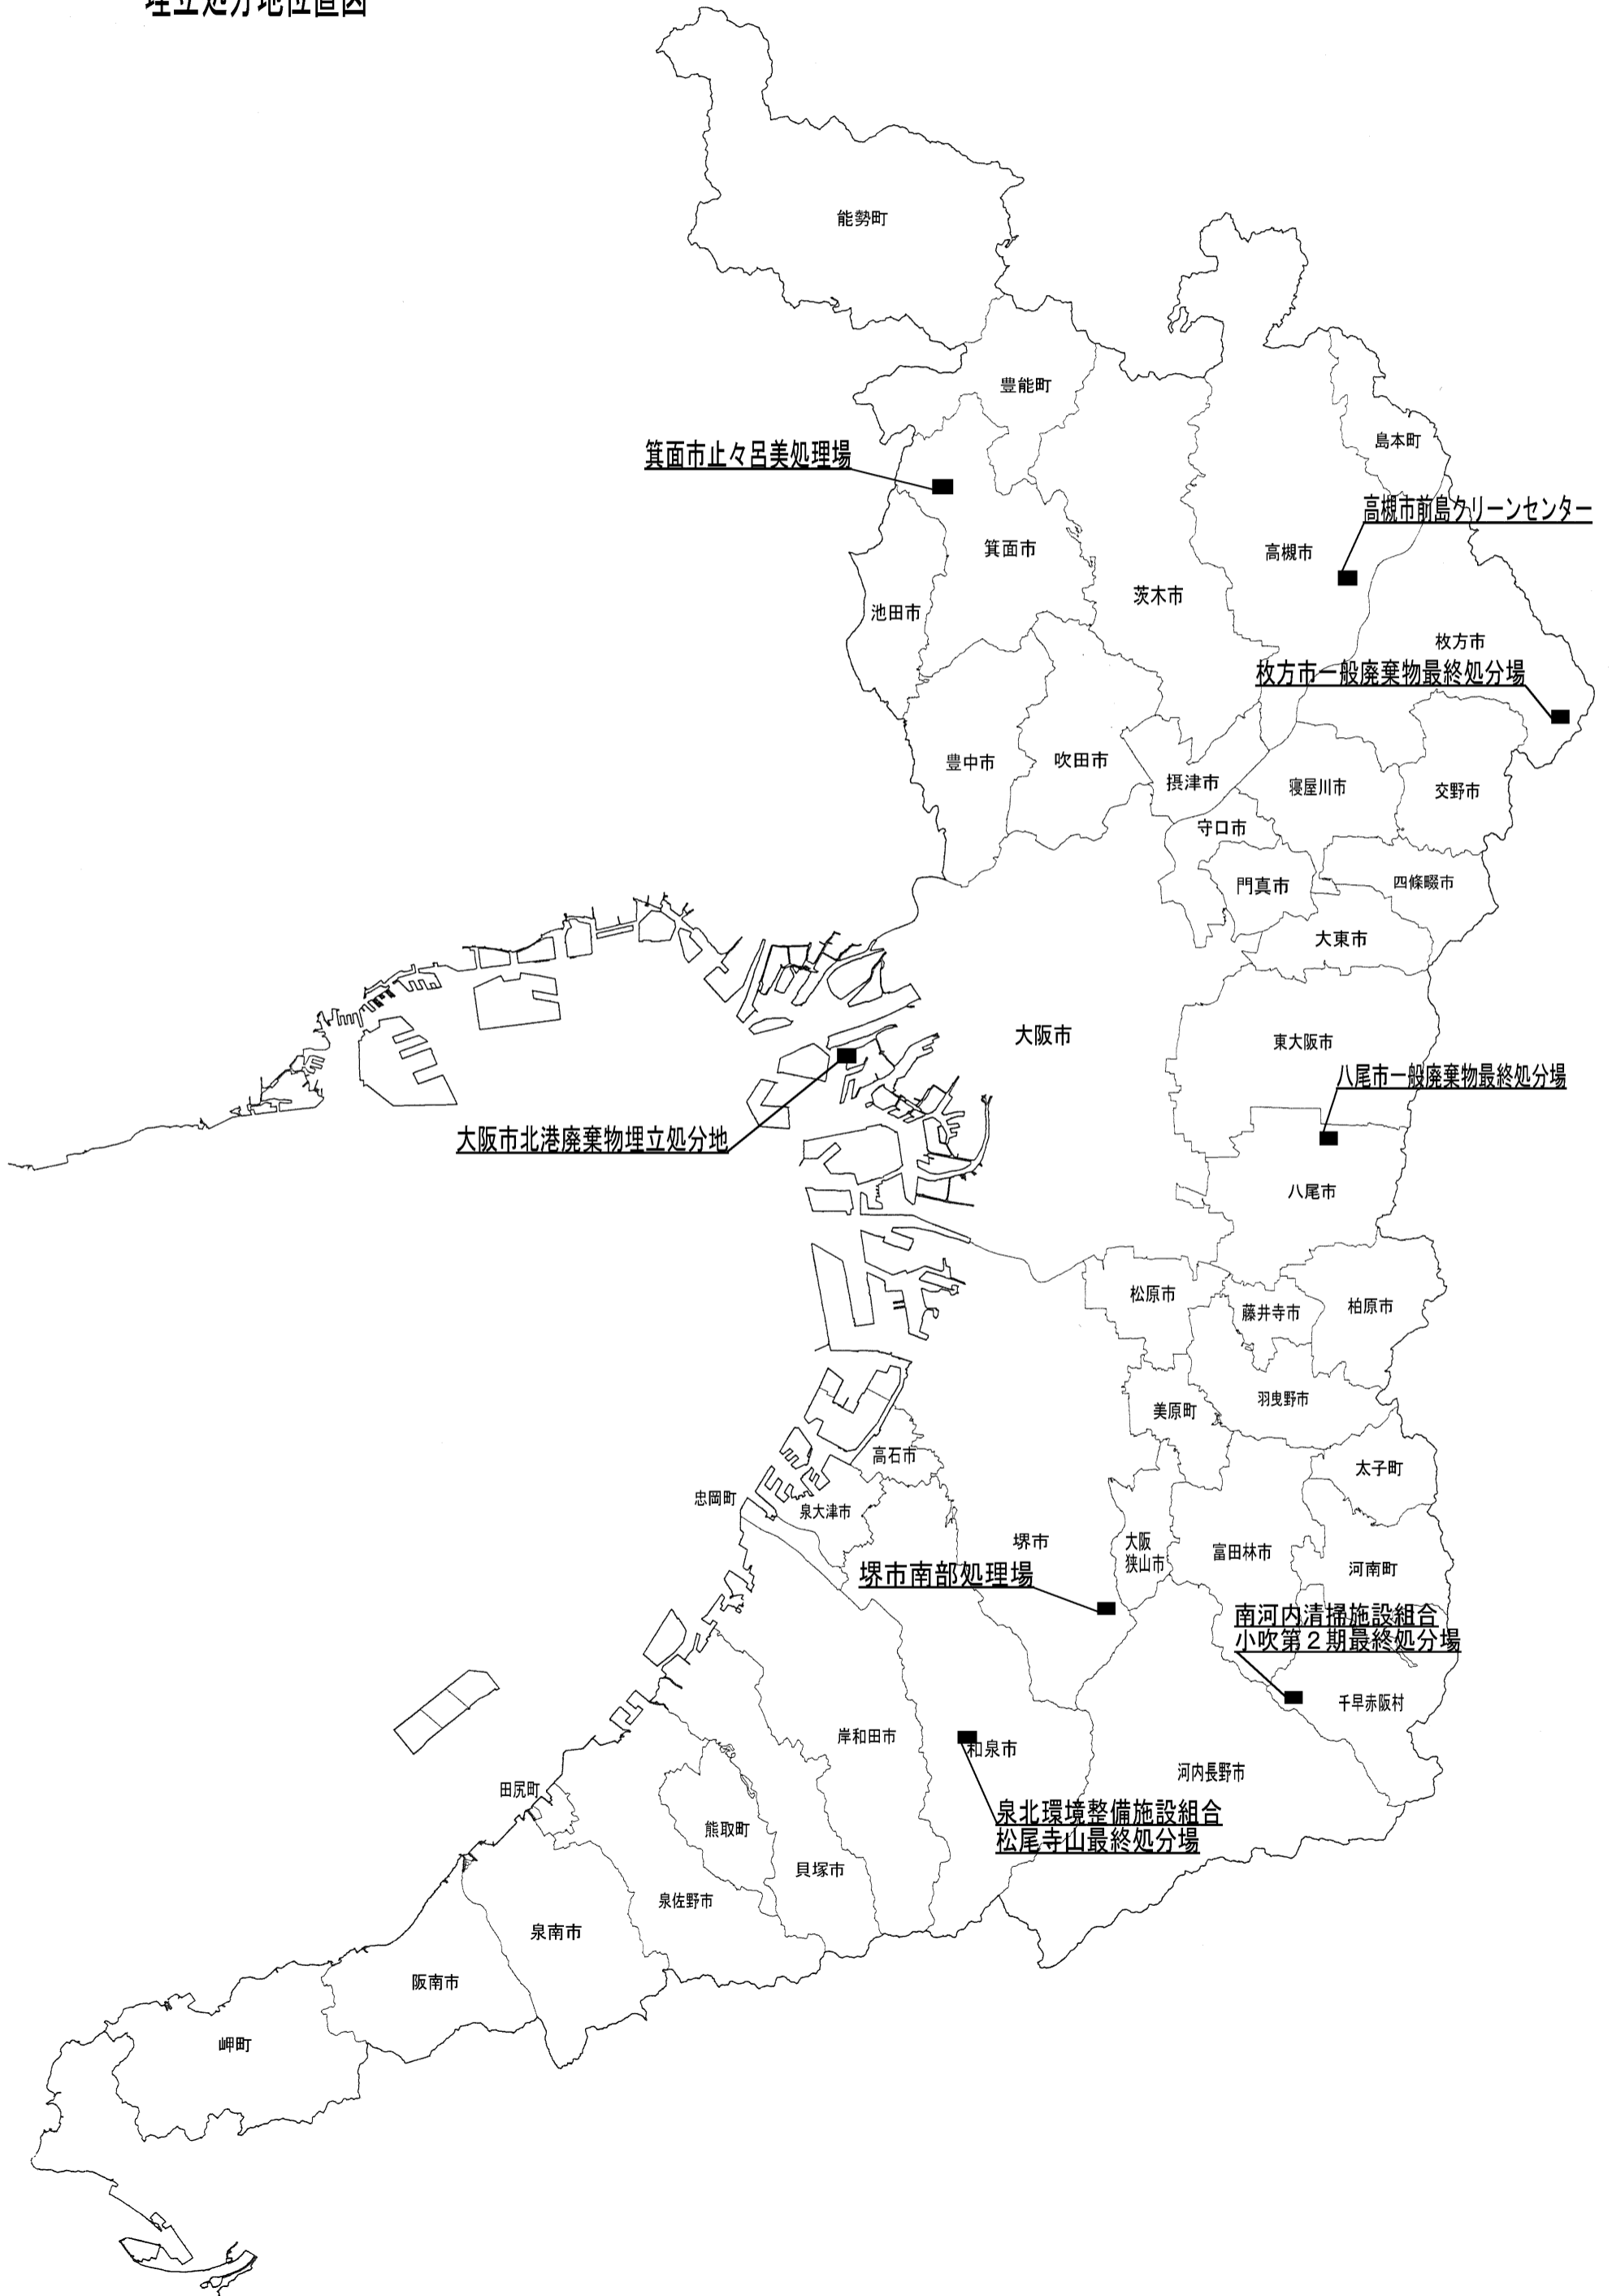 埋立処分地位置図
能勢町
豊能町
島本町
箕面市止々呂美処理場
高槻市前島クリーンセンター
箕面市
高槻市
茨木市
池田市
枚方市
枚方市一般廃棄物最終処分場
豊中市
吹田市
摂津市
寝屋川市
交野市
守口市
門真市
四條畷市
大東市
大阪市
東大阪市
八尾市一般廃棄物最終処分場
大阪市北港廃棄物埋立処分地
八尾市
松原市
藤井寺市
柏原市
美原町
羽曳野市
高石市
太子町
忠岡町
泉大津市
堺市
大阪
狭山市
富田林市
河南町
堺市南部処理場
南河内清掃施設組合
小吹第2期最終処分場
千早赤阪村
岸和田市
和泉市
河内長野市
田尻町
泉北環境整備施設組合
松尾寺山最終処分場
熊取町
貝塚市
泉佐野市
泉南市
阪南市
岬町